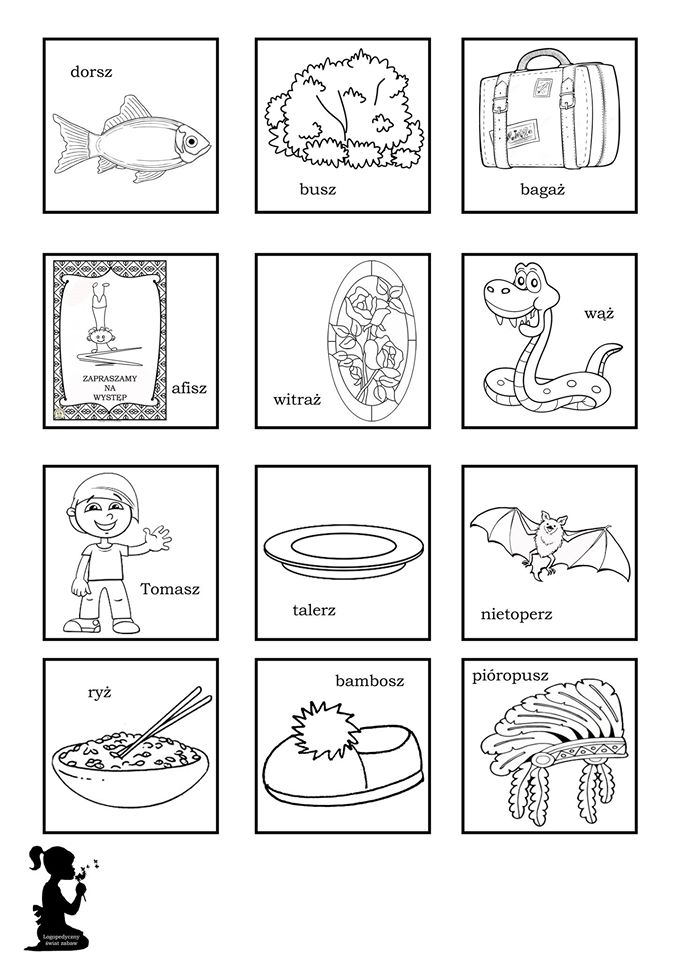 dorsz
busz
bagaż
ZAPRASZAMY
NA
WYSTĘP
afisz
witraż
wąż
Tomasz
talerz
nietoperz
ryż
bambosz
pióropusz
Logopedyczny
świat zabaw